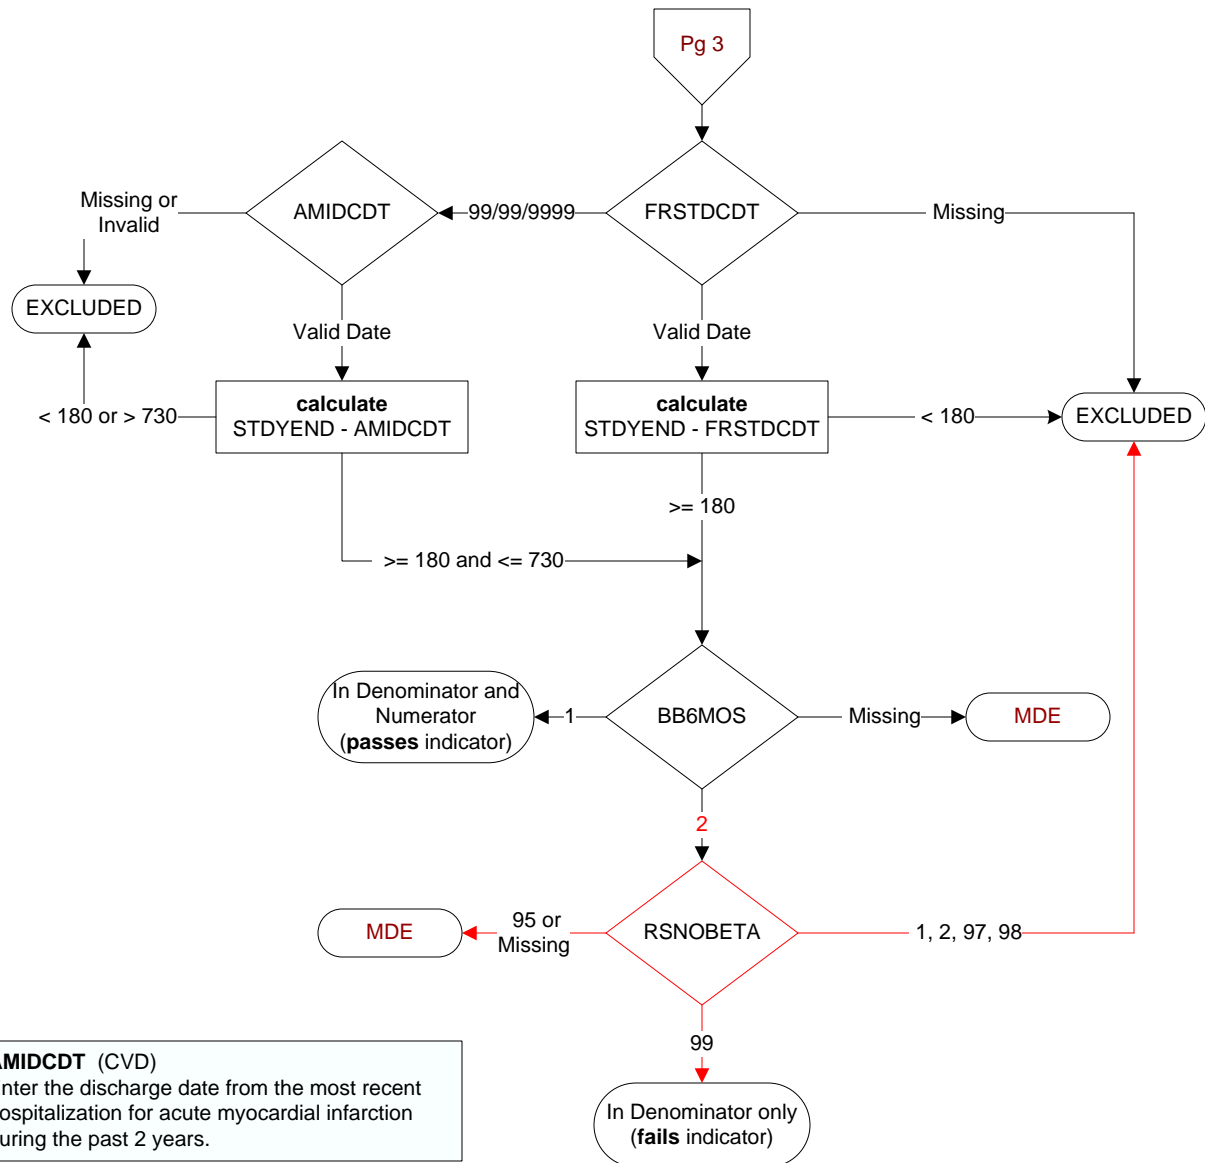 Pg 3
Missing or
Invalid
AMIDCDT
99/99/9999
FRSTDCDT
Missing
EXCLUDED
Valid Date
Valid Date
< 180 or > 730
calculate
STDYEND - AMIDCDT
calculate
STDYEND - FRSTDCDT
< 180
EXCLUDED
>= 180
>= 180 and <= 730
In Denominator and
Numerator
(passes indicator)
1
BB6MOS
Missing
MDE
2
MDE
95 or
Missing
RSNOBETA
1, 2, 97, 98
99
In Denominator only
(fails indicator)
AMIDCDT (CVD)
nter the discharge date from the most recent
ospitalization for acute myocardial infarction
uring the past 2 years.